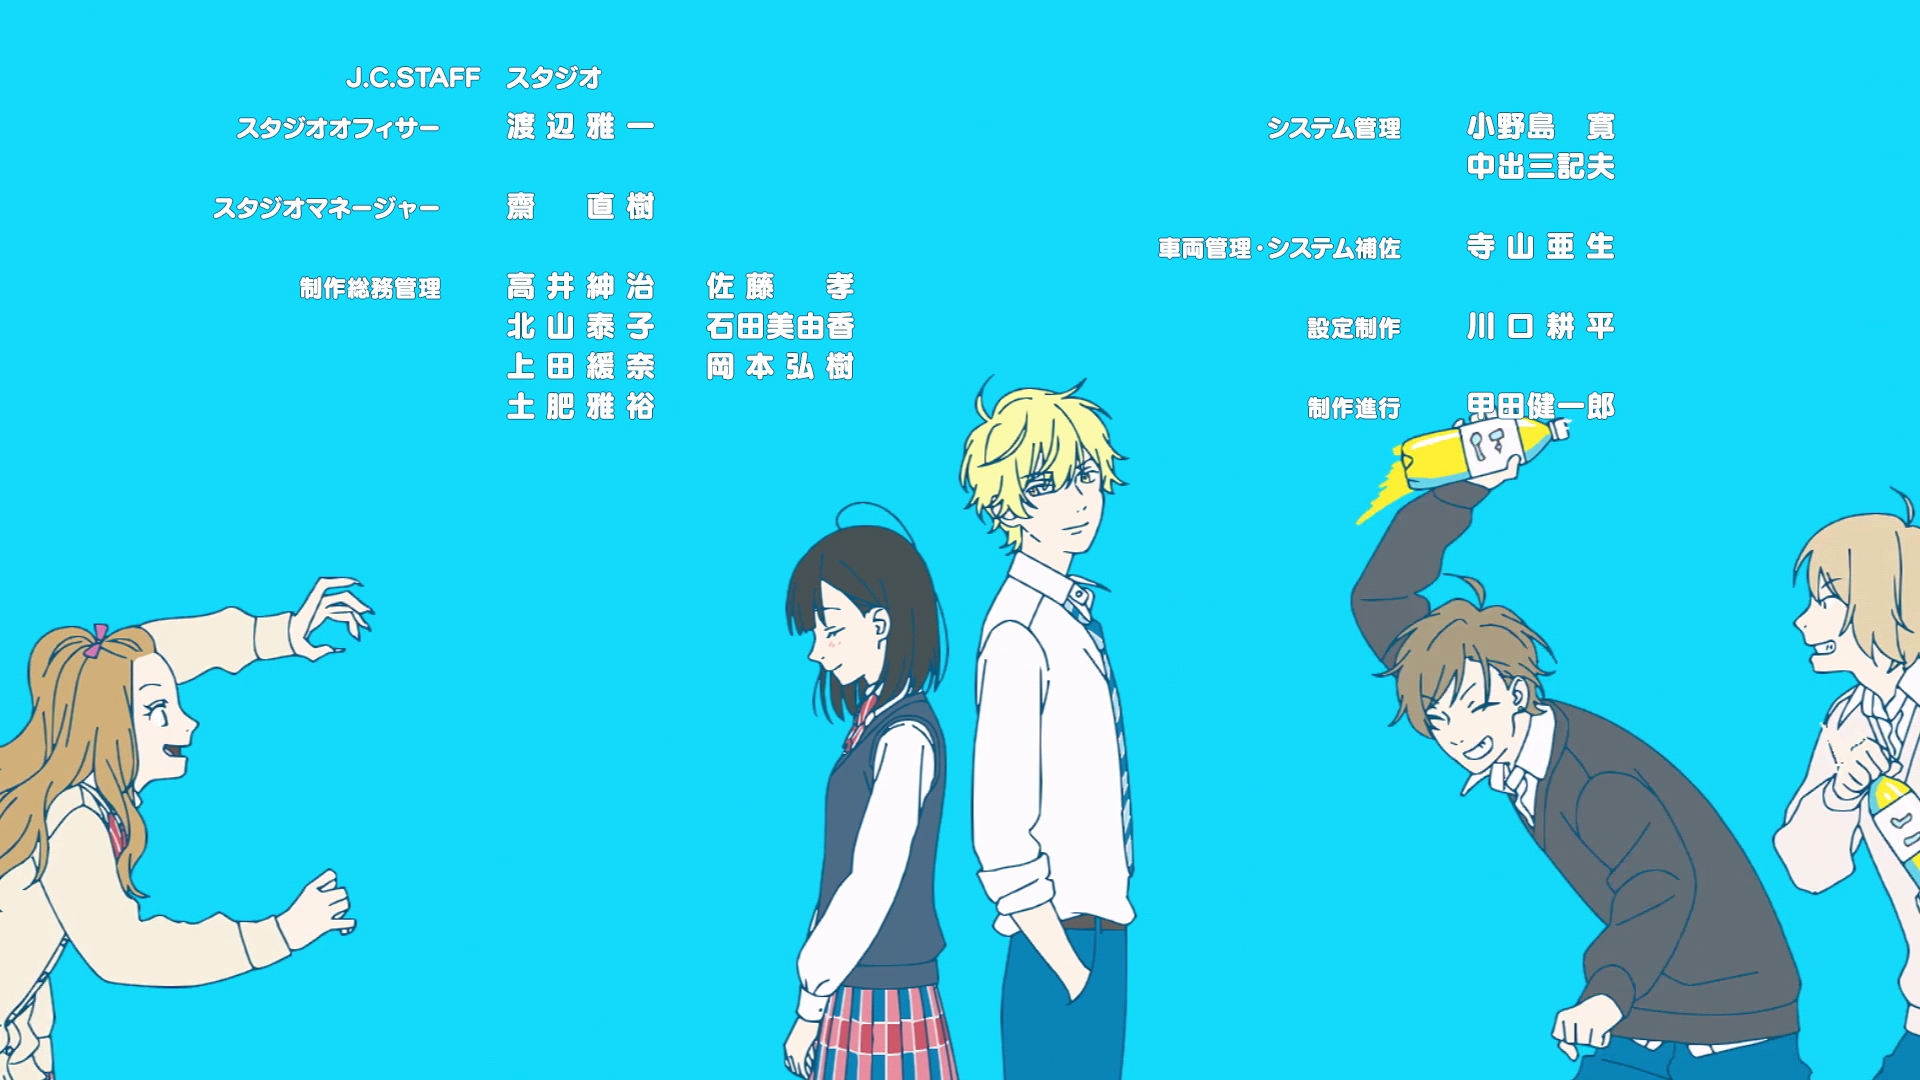 J.C.STAFF スタジオ
スタジオオフィサー 渡辺雅一
スタジオマネージャー 齋 直樹
制作総務管理 高井紳治 佐藤 孝
北山泰子 石田美由香
上田緩奈 岡本弘樹
土肥雅裕
システム管理 小野島 寛
中出三記夫
車両管理・システム補佐 寺山亜生
設定制作 川口耕平
制作進行 甲田健一郎